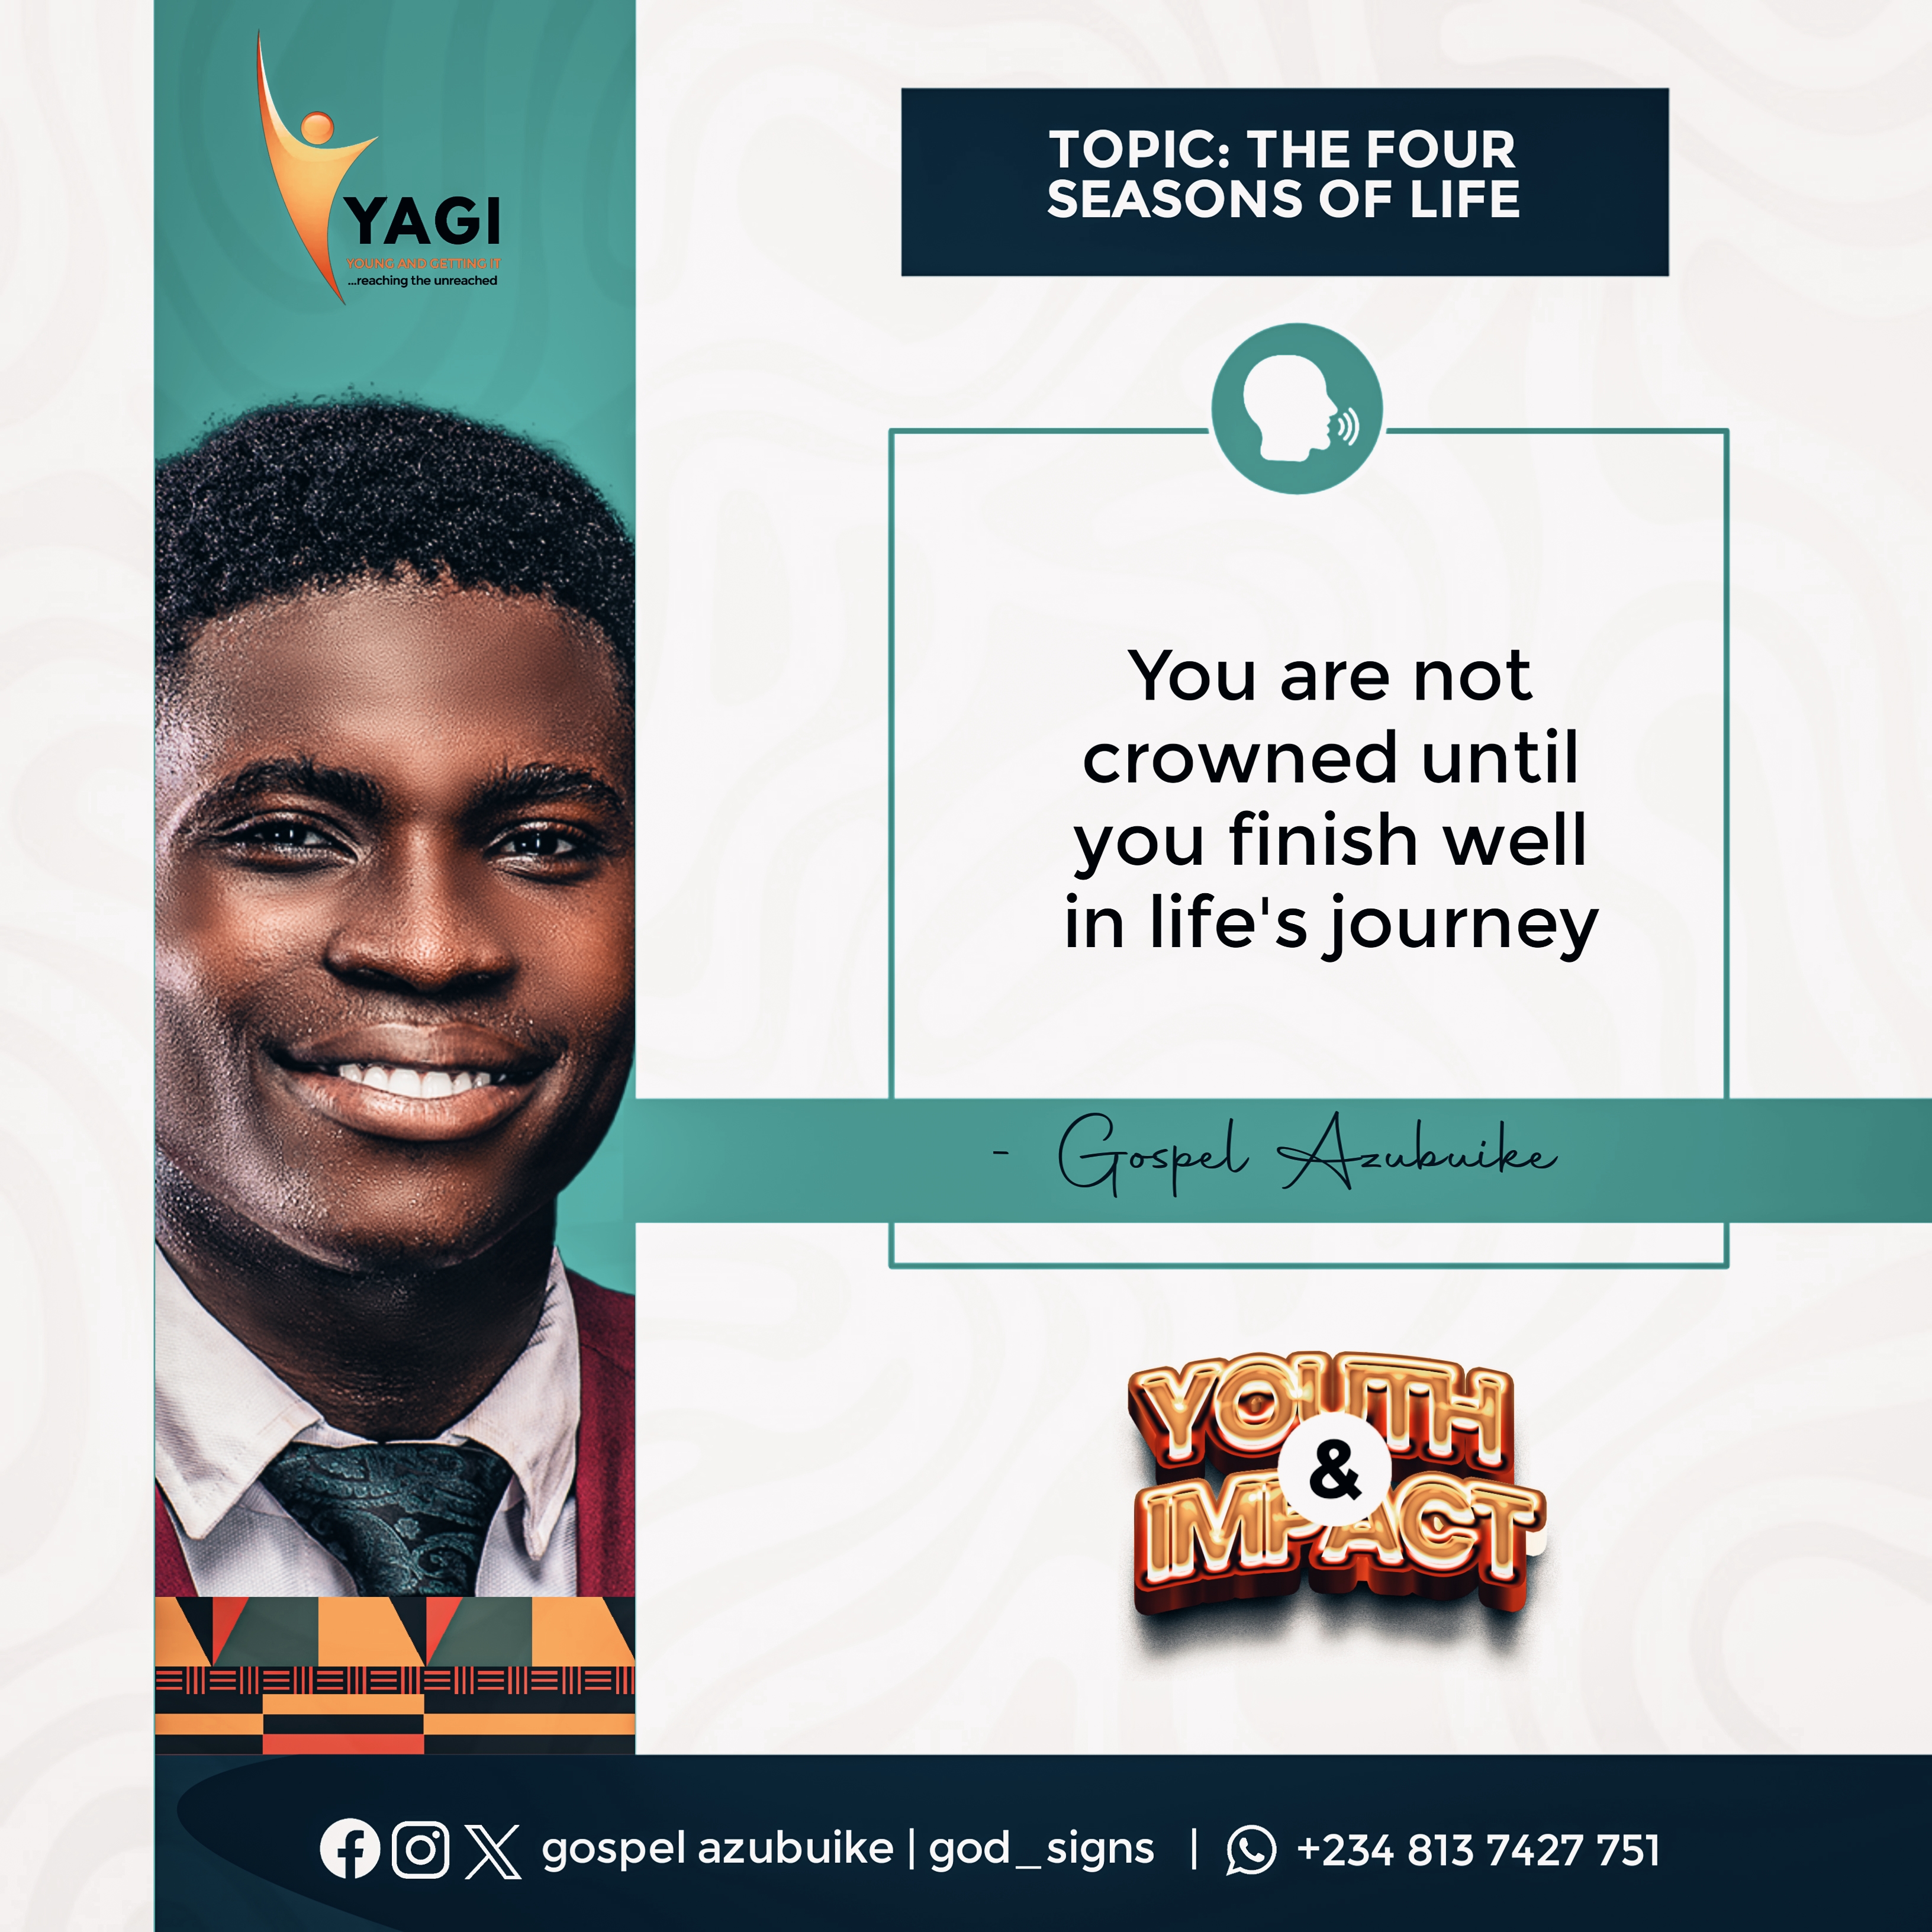 YAGI
YOUNG AND GETTING IT
...reaching the unreached
TOPIC: THE FOUR
SEASONS OF LIFE
You are not
crowned until
you finish well
in life's journey
- Gospel Azubuike
YOUTH
&
IMPACT
gospel azubuike | god_signs | +234 813 7427 751